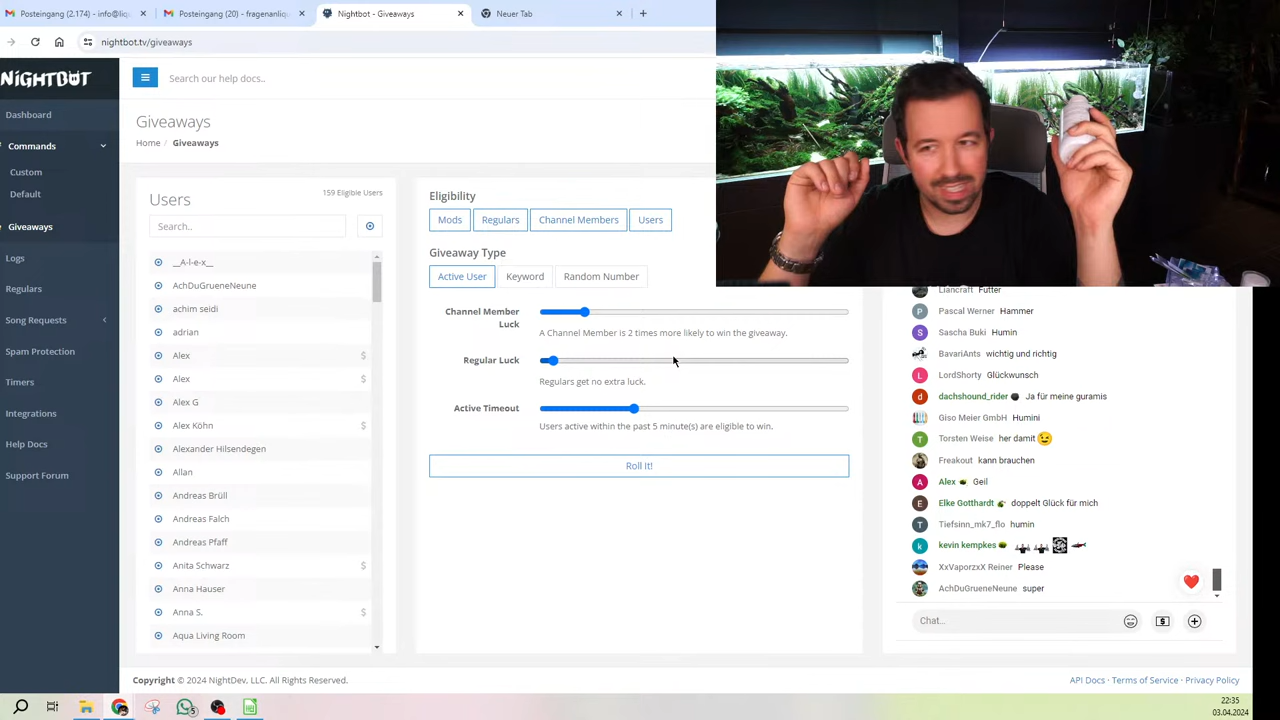 Posteingang (2.174) - info@liq
Posteingang (20) - fragenanliqu
Nightbot - Giveaways
Neuer Tab
nightbot.tv/giveaways
NIGHTBOT
Search our help docs..
Giveaways
Home / Giveaways
Dashboard
Commands
Custom
Default
Giveaways
Logs
Regulars
Song Requests
Spam Protection
Timers
Integrations
Help Docs
Support Forum
Users
159 Eligible Users
Search..
__A-l-e-x__
AchDuGrueneNeune
achim seidi
adrian
Alex $
Alex $
Alex G
Alex Köhn $
Alexander Hilsendegen
Allan
Andreas Brüll
Andreas Falch
Andreas Pfaff
Anita Schwarz $
Anna Hauser
Anna S. $
Aqua Living Room
Eligibility
Mods
Regulars
Channel Members
Users
Giveaway Type
Active User
Keyword
Random Number
Channel Member
Luck
A Channel Member is 2 times more likely to win the giveaway.
Regular Luck
Regulars get no extra luck.
Active Timeout
Users active within the past 5 minute(s) are eligible to win.
Roll It!
Liancraft Futter
Pascal Werner Hammer
S Sascha Buki Humin
BavariAnts wichtig und richtig
L LordShorty Glückwunsch
d dachshound_rider Ja für meine guramis
Giso Meier GmbH Humini
Torsten Weise her damit
Freakout kann brauchen
A Alex Geil
E Elke Gotthardt doppelt Glück für mich
T Tiefsinn_mk7_flo humin
k kevin kempkes
XxVaporzxX Reiner Please
AchDuGrueneNeune super
Chat...
Copyright © 2024 NightDev, LLC. All Rights Reserved.
API Docs · Terms of Service · Privacy Policy
22:35
03.04.2024